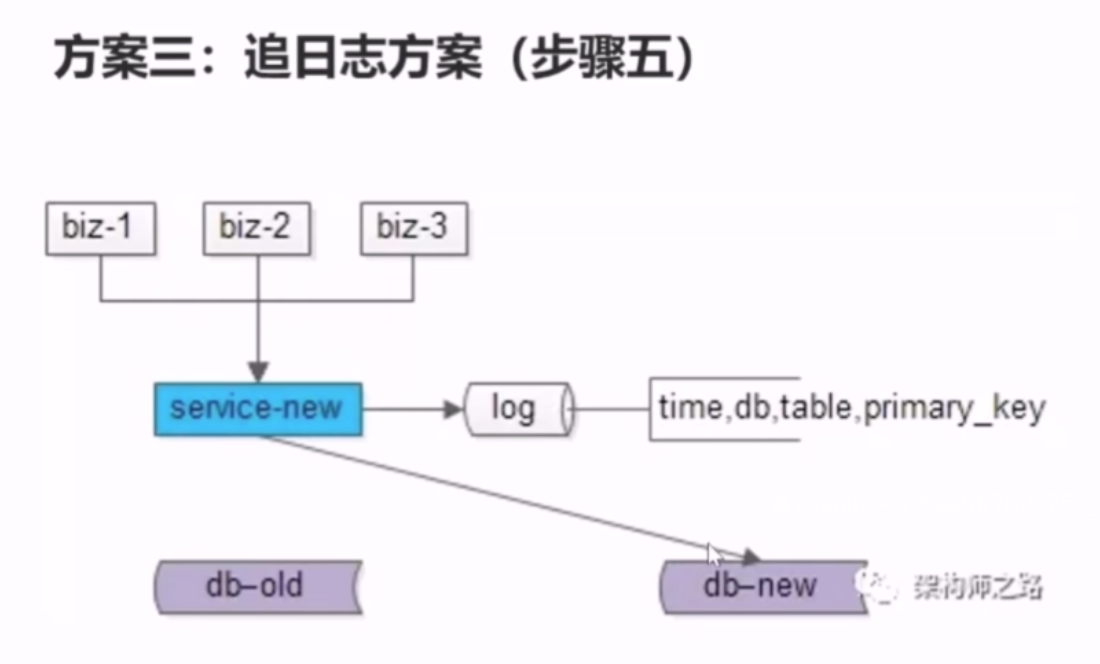 方案三：追日志方案（步骤五）
biz-1
biz-2
biz-3
service-new
log
time,db,table,primary_key
db-old
db-new
架构师之路